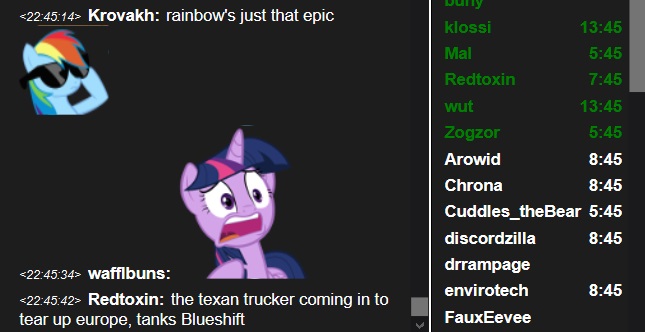 <22:45:14> Krovakh: rainbow's just that epic
<22:45:34> wafflbuns:
<22:45:42> Redtoxin: the texan trucker coming in to
tear up europe, tanks Blueshift
klossi 13:45
Mal 5:45
Redtoxin 7:45
wut 13:45
Zogzor 5:45
Arowid 8:45
Chrona 8:45
Cuddles_theBear 5:45
discordzilla 8:45
drrampage
envirotech 8:45
FauxEevee